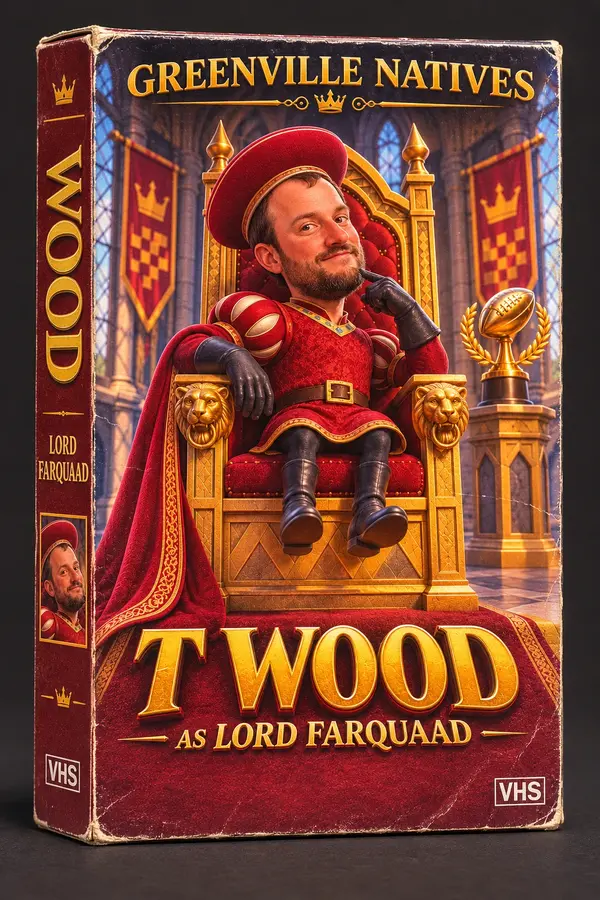 GREENVILLE NATIVES
T WOOD
AS LORD FARQUAAD
VHS
WOOD
LORD
FARQUAAD
VHS